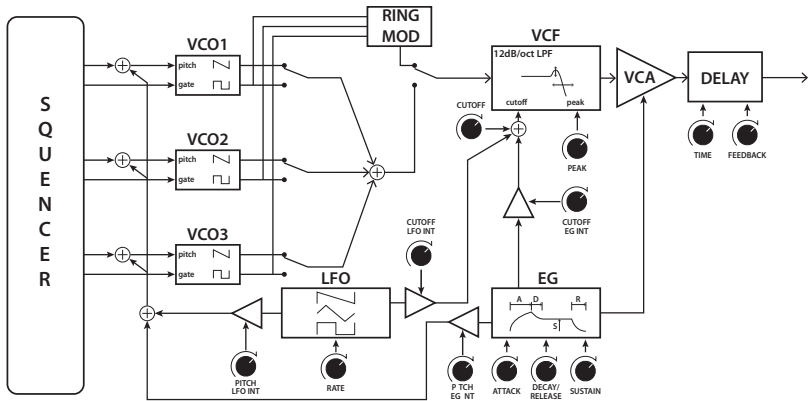 RING
MOD
VCO1
pitch
gate
VCF
12dB/oct LPF
cutoff
peak
VCA
DELAY
CUTOFF
PEAK
TIME
FEEDBACK
S
Q
U
E
N
C
E
R
VCO2
pitch
gate
VCO3
pitch
gate
CUTOFF
LFO INT
CUTOFF
EG INT
LFO
EG
A
D
R
S
PITCH
LFO INT
RATE
P TCH
EG NT
ATTACK
DECAY/
RELEASE
SUSTAIN